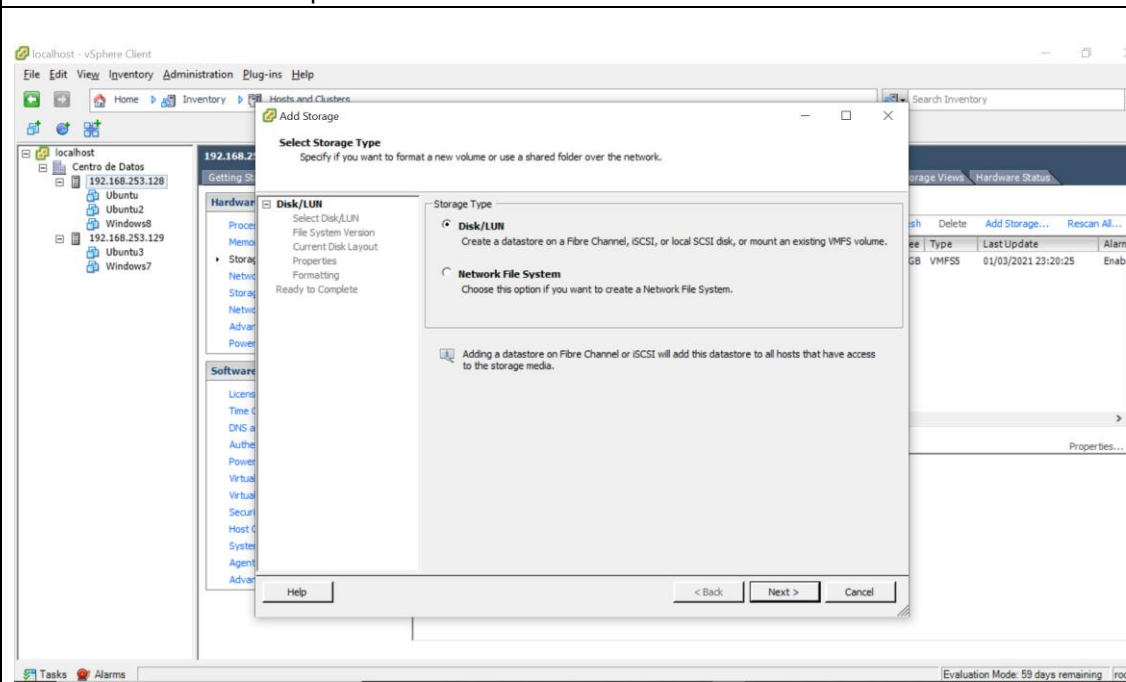 localhost - vSphere Client
File Edit View Inventory Administration Plug-ins Help
Home Inventory Hosts and Clusters
Search Inventory
localhost
Centro de Datos
192.168.253.128
Ubuntu
Ubuntu2
Windows8
192.168.253.129
Ubuntu3
Windows7
Storage Views Hardware Status
Delete Add Storage... Rescan All...
Type Last Update
GB VMFS5 01/03/2021 23:20:25
Properties...
Hardwar
Software
Add Storage
Select Storage Type
Specify if you want to format a new volume or use a shared folder over the network.
Disk/LUN
Select Disk/LUN
File System Version
Current Disk Layout
Properties
Formatting
Ready to Complete
Storage Type
Disk/LUN
Create a datastore on a Fibre Channel, iSCSI, or local SCSI disk, or mount an existing VMFS volume.
Network File System
Choose this option if you want to create a Network File System.
Adding a datastore on Fibre Channel or iSCSI will add this datastore to all hosts that have access
to the storage media.
Help < Back Next > Cancel
Tasks Alarms
Evaluation Mode: 59 days remaining